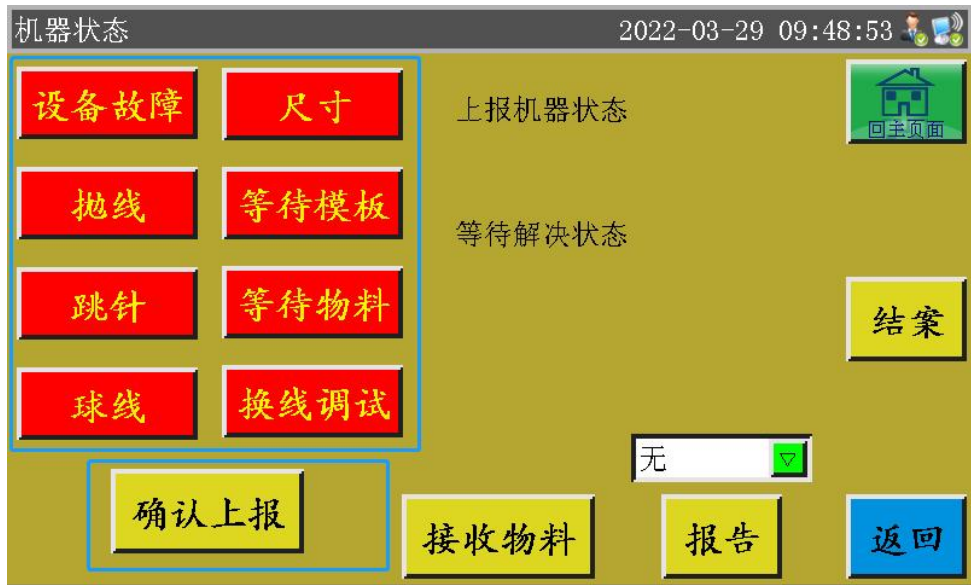 机器状态
2022-03-29 09:48:53
设备故障
尺寸
上报机器状态
回主页面
抛线
等待模板
等待解决状态
跳针
等待物料
结案
球线
换线调试
无
确认上报
接收物料
报告
返回